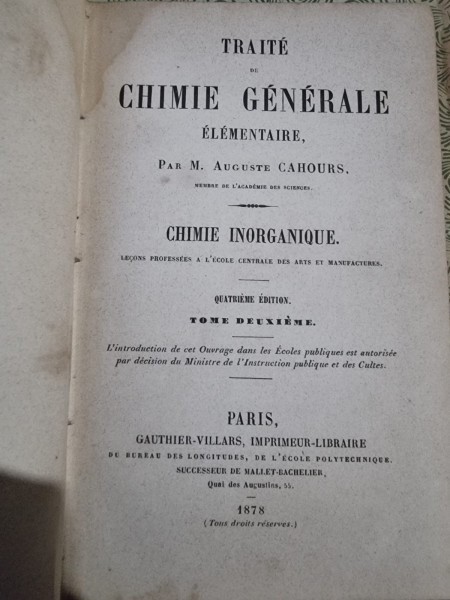 TRAITÉ
DE
CHIMIE GÉNÉRALE
ÉLÉMENTAIRE,
PAR M. AUGUSTE CAHOURS,
MEMBRE DE L'ACADÉMIE DES SCIENCES.
CHIMIE INORGANIQUE.
LEÇONS PROFESSÉES A L'ÉCOLE CENTRALE DES ARTS ET MANUFACTURES.
QUATRIÈME ÉDITION.
TOME DEUXIÈME.
L'introduction de cet Ouvrage dans les Écoles publiques est autorisée
par décision du Ministre de l'Instruction publique et des Cultes.
PARIS,
GAUTHIER-VILLARS, IMPRIMEUR-LIBRAIRE
DU BUREAU DES LONGITUDES, DE L'ÉCOLE POLYTECHNIQUE,
SUCCESSEUR DE MALLET-BACHELIER,
Quai des Augustins, 55.
1878
(Tous droits réservés.)